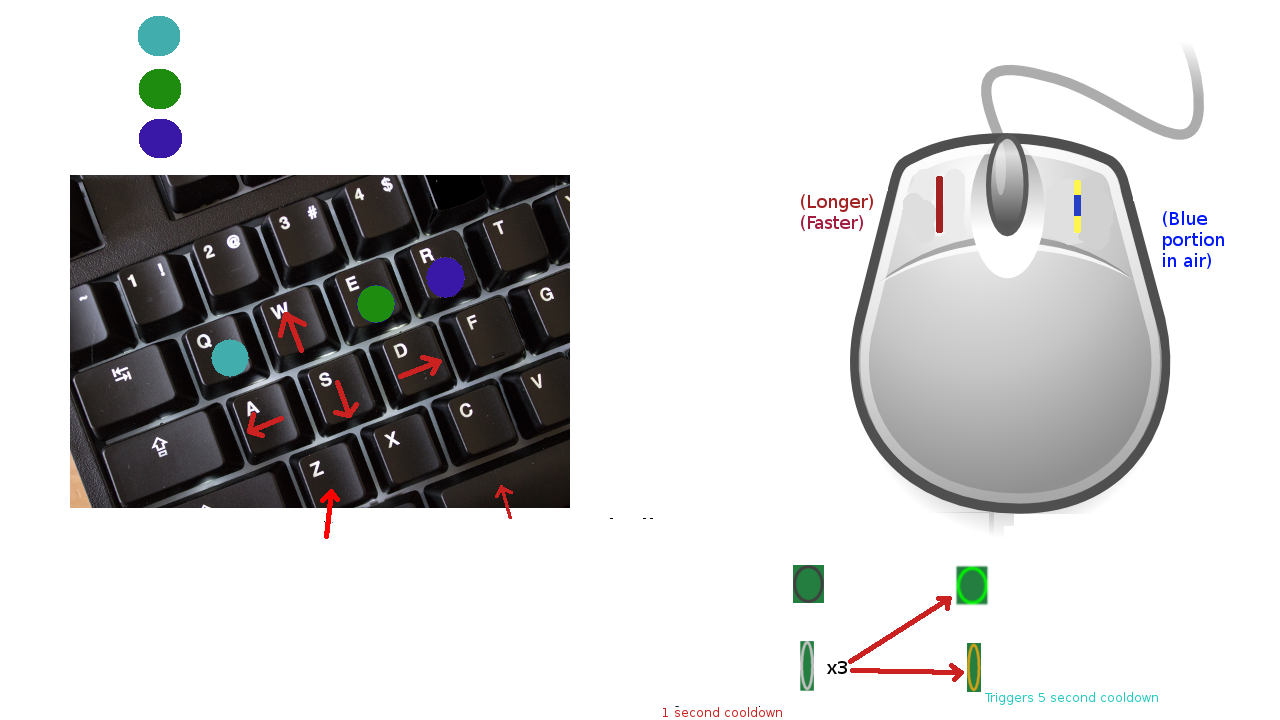 4 $
3 #
2 @
1 !
~
T
R
E
W
Q
G
F
D
S
A
V
C
X
Z
(Longer)
(Faster)
(Blue
portion
in air)
x3
Triggers 5 second cooldown
1 second cooldown